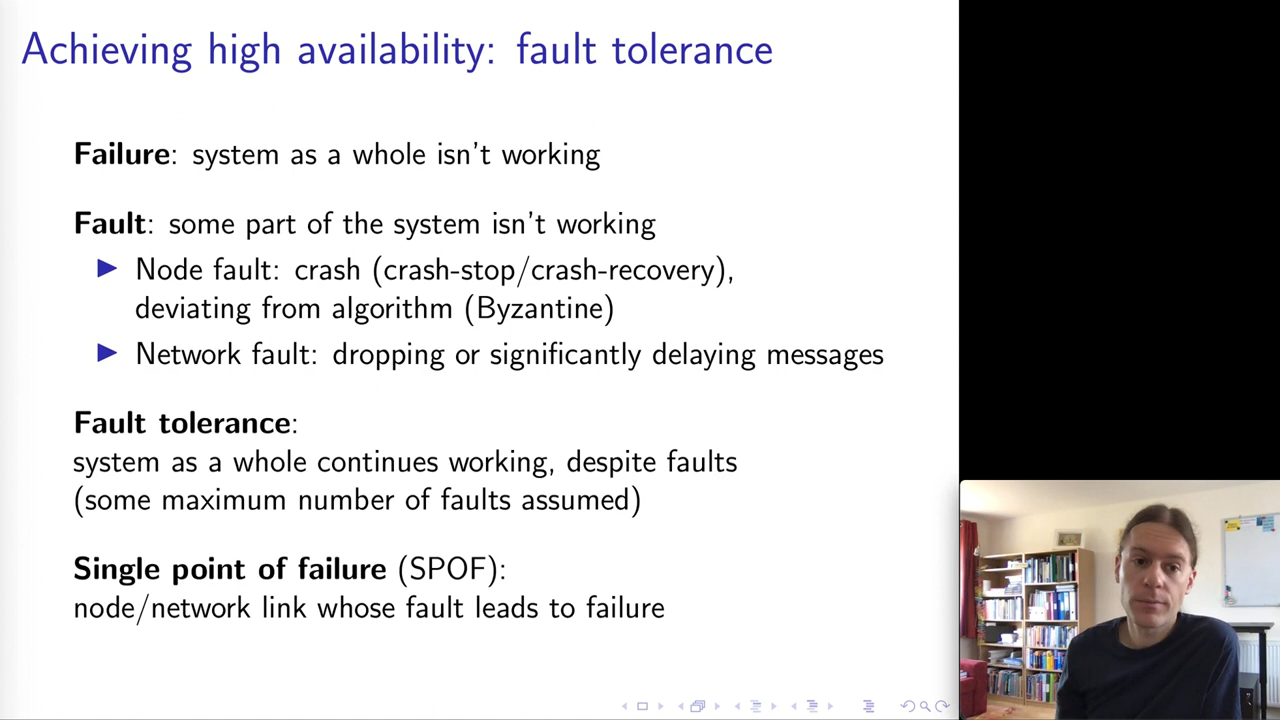 Achieving high availability: fault tolerance
Failure: system as a whole isn't working
Fault: some part of the system isn't working
▶ Node fault: crash (crash-stop/crash-recovery),
deviating from algorithm (Byzantine)
▶ Network fault: dropping or significantly delaying messages
Fault tolerance:
system as a whole continues working, despite faults
(some maximum number of faults assumed)
Single point of failure (SPOF):
node/network link whose fault leads to failure